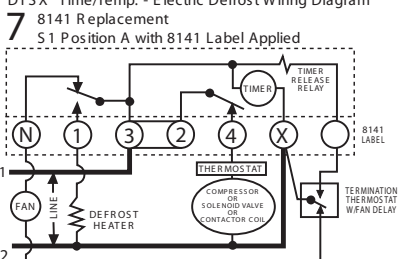 DTSX Time/Temp. - Electric Defrost Wiring Diagram
7 8141 Replacement
S1 Position A with 8141 Label Applied
TIMER
RELEASE
RELAY
TIMER
N 1 3 2 4 X
8141
LABEL
1
THERMOSTAT
FAN
LINE
DEFROST
HEATER
COMPRESSOR
OR
SOLENOID VALVE
OR
CONTACTOR COIL
TERMINATION
THERMOSTAT
W/FAN DELAY
2